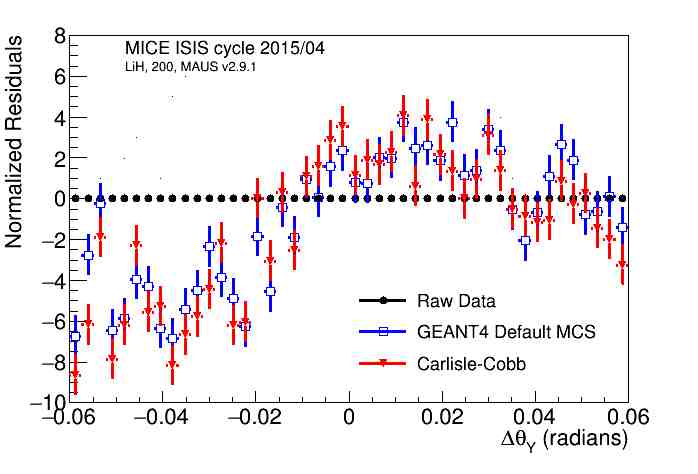 MICE ISIS cycle 2015/04
LiH, 200, MAUS v2.9.1
Normalized Residuals
8
6
4
2
0
−2
−4
−6
−8
−10
Raw Data
GEANT4 Default MCS
Carlisle-Cobb
−0.06 −0.04 −0.02 0 0.02 0.04 0.06
Δθ_Y (radians)